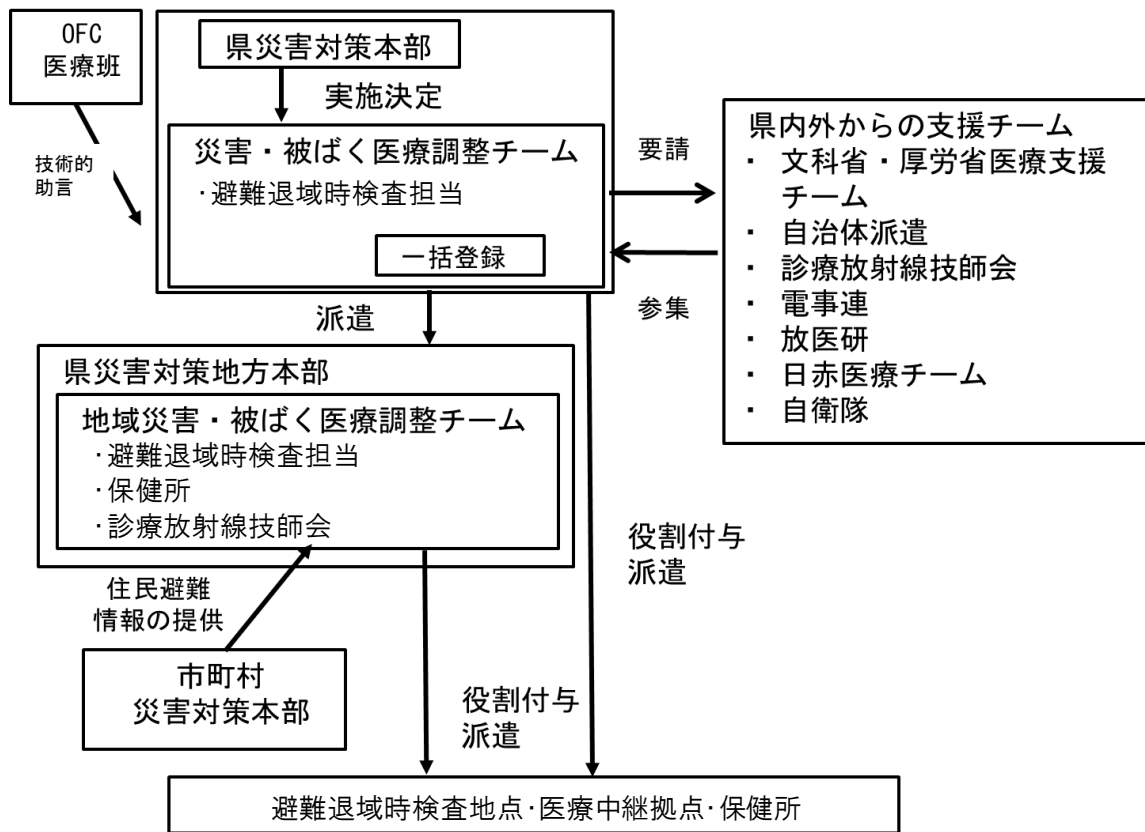 OFC
医療班
県災害対策本部
実施決定
災害・被ばく医療調整チーム
・避難退域時検査担当
一括登録
技術的
助言
要請
参集
県内外からの支援チーム
・ 文科省・厚労省医療支援
チーム
・ 自治体派遣
・ 診療放射線技師会
・ 電事連
・ 放医研
・ 日赤医療チーム
・ 自衛隊
派遣
県災害対策地方本部
地域災害・被ばく医療調整チーム
・避難退域時検査担当
・保健所
・診療放射線技師会
役割付与
派遣
住民避難
情報の提供
市町村
災害対策本部
役割付与
派遣
避難退域時検査地点・医療中継拠点・保健所